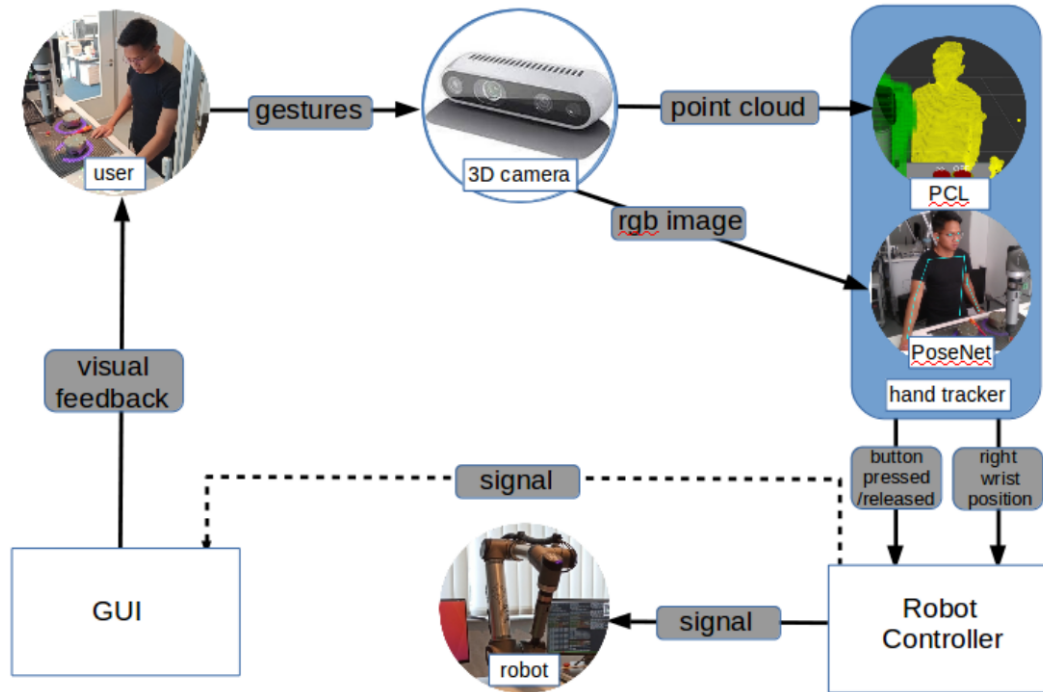 gestures
point cloud
user
3D camera
PCL
rgb image
PoseNet
visual
feedback
hand tracker
button
pressed
/released
right
wrist
position
signal
GUI
signal
Robot
Controller
robot